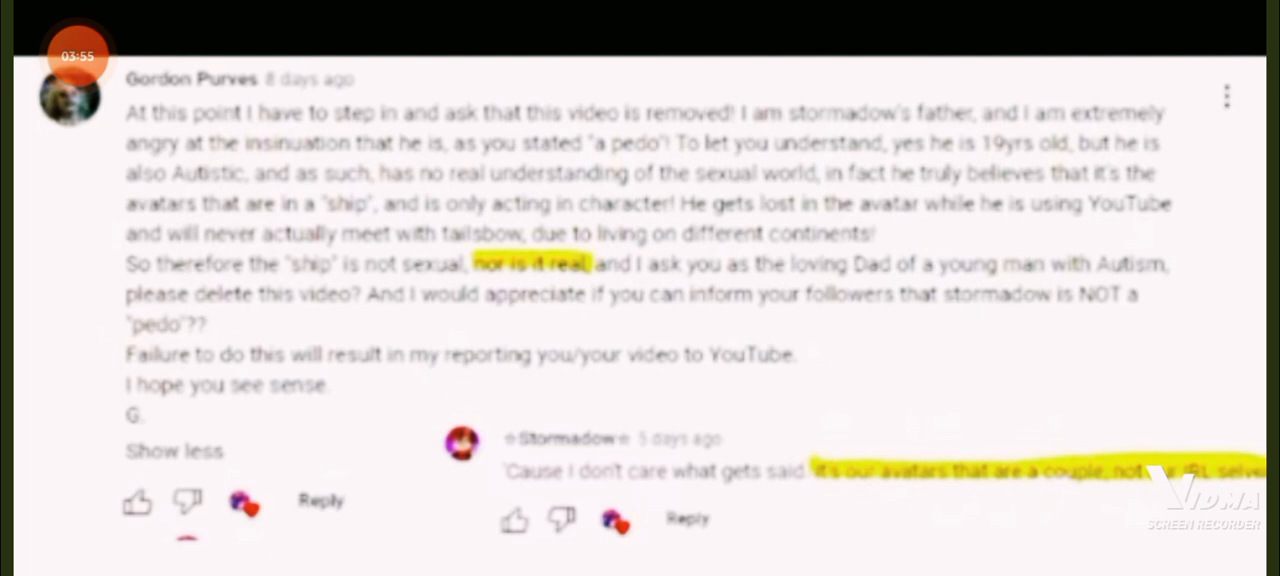 03:55
Gordon Purves 8 days ago
At this point I have to step in and ask that this video is removed! I am stormadow's father, and I am extremely
angry at the insinuation that he is, as you stated "a pedo"! To let you understand, yes he is 19yrs old, but he is
also Autistic, and as such, has no real understanding of the sexual world, in fact he truly believes that it's the
avatars that are in a "ship", and is only acting in character! He gets lost in the avatar while he is using YouTube
and will never actually meet with tailsbow, due to living on different continents!
So therefore the "ship" is not sexual, nor is it real, and I ask you as the loving Dad of a young man with Autism,
please delete this video? And I would appreciate if you can inform your followers that stormadow is NOT a
"pedo"??
Failure to do this will result in my reporting you/your video to YouTube.
I hope you see sense.
G.
Show less
Reply
☆Stormadow☆ 5 days ago
'Cause I don't care what gets said. It's our avatars that are a couple, not IRL
Reply
VIDMA
SCREEN RECORDER